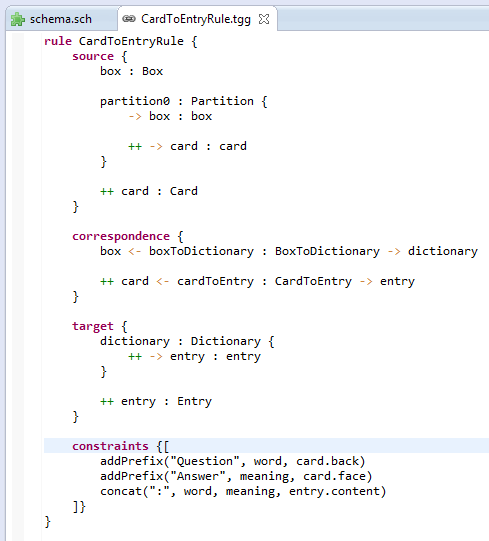 schema.sch CardToEntryRule.tgg
rule CardToEntryRule {
source {
box : Box
partition0 : Partition {
-> box : box
++ -> card : card
}
++ card : Card
}
correspondence {
box <- boxToDictionary : BoxToDictionary -> dictionary
++ card <- cardToEntry : CardToEntry -> entry
}
target {
dictionary : Dictionary {
++ -> entry : entry
}
++ entry : Entry
}
constraints {[
addPrefix("Question", word, card.back)
addPrefix("Answer", meaning, card.face)
concat(":", word, meaning, entry.content)
]}
}